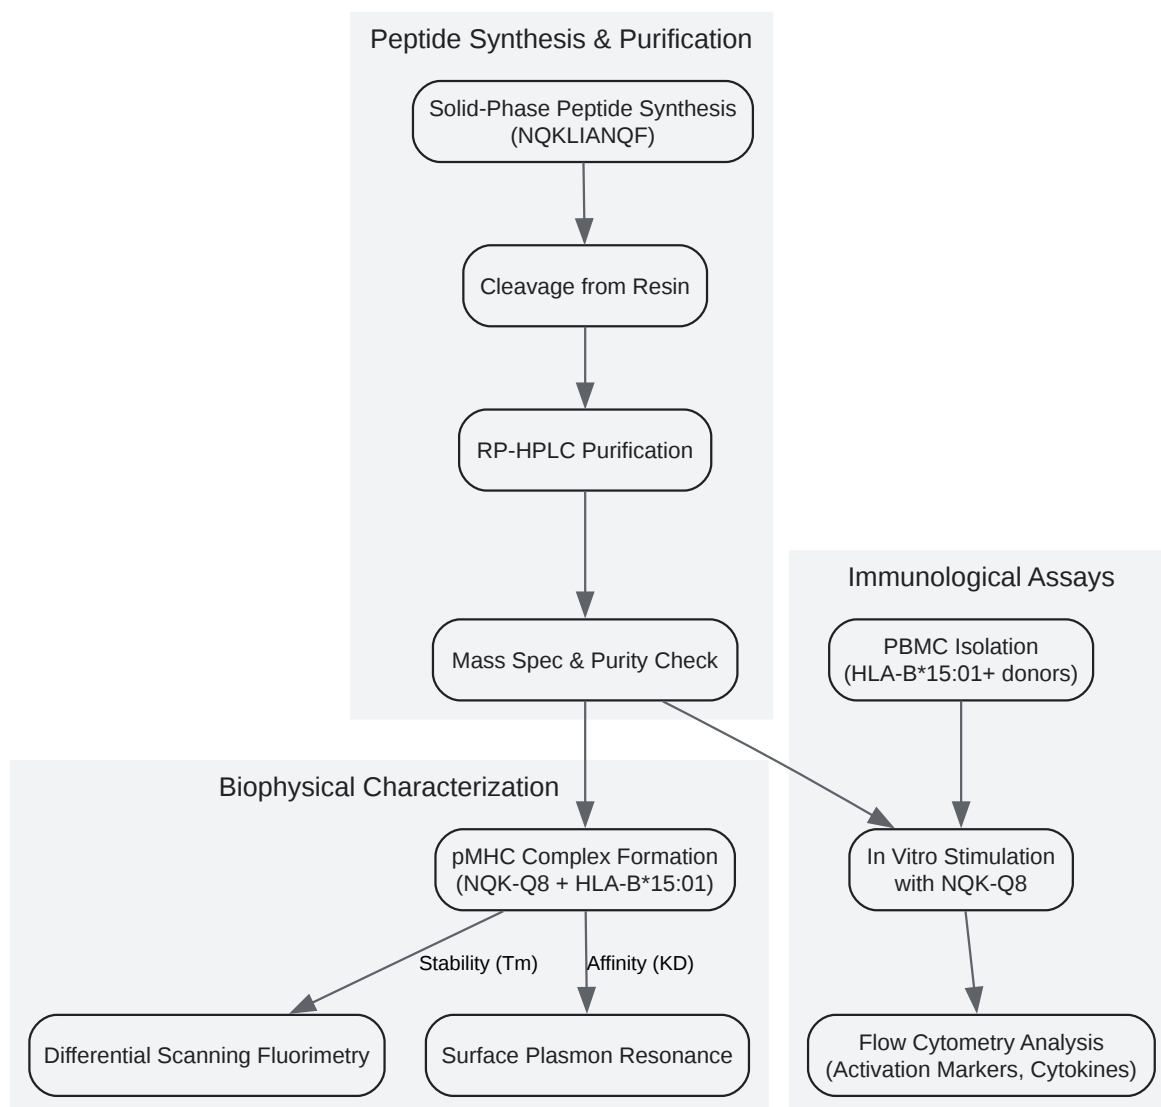 Peptide Synthesis & Purification
Solid-Phase Peptide Synthesis
(NQKLIANQF)
Cleavage from Resin
RP-HPLC Purification
Mass Spec & Purity Check
Immunological Assays
PBMC Isolation
(HLA-B*15:01+ donors)
Biophysical Characterization
pMHC Complex Formation
(NQK-Q8 + HLA-B*15:01)
In Vitro Stimulation
with NQK-Q8
Stability (Tm)
Affinity (KD)
Differential Scanning Fluorimetry
Surface Plasmon Resonance
Flow Cytometry Analysis
(Activation Markers, Cytokines)